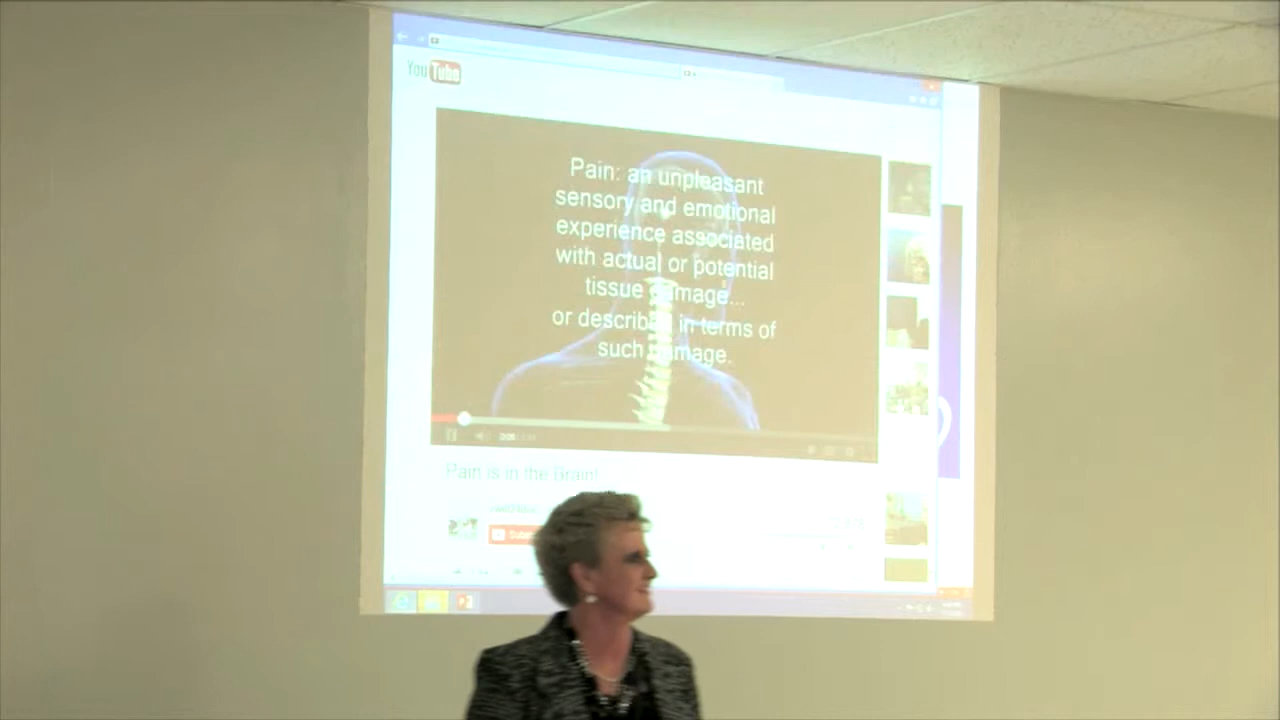 YouTube
Pain: an unpleasant
sensory and emotional
experience associated
with actual or potential
tissue damage...
or described in terms of
such damage.
Pain is in the Brain!